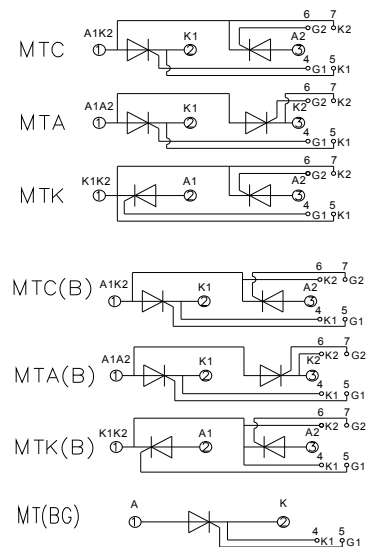 MTC A1K2 1 K1 2 A2 3 6 7 G2 K2 4 5 G1 K1
MTA A1A2 1 K1 2 K2 3 6 7 G2 K2 4 5 G1 K1
MTK K1K2 1 A1 2 A2 3 6 7 G2 K2 4 5 G1 K1
MTC(B) A1K2 1 K1 2 A2 3 6 7 K2 G2 4 5 K1 G1
MTA(B) A1A2 1 K1 2 K2 3 6 7 K2 G2 4 5 K1 G1
MTK(B) K1K2 1 A1 2 A2 3 6 7 K2 G2 4 5 K1 G1
MT(BG) A 1 K 2 4 5 K1 G1